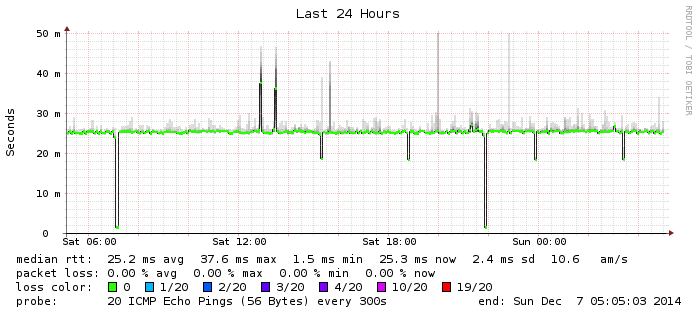 Last 24 Hours
RRDTOOL / TOBI OETIKER
Seconds
50 m
40 m
30 m
20 m
10 m
0
Sat 06:00 Sat 12:00 Sat 18:00 Sun 00:00
median rtt: 25.2 ms avg 37.6 ms max 1.5 ms min 25.3 ms now 2.4 ms sd 10.6 am/s
packet loss: 0.00 % avg 0.00 % max 0.00 % min 0.00 % now
loss color: 0 1/20 2/20 3/20 4/20 10/20 19/20
probe: 20 ICMP Echo Pings (56 Bytes) every 300s end: Sun Dec 7 05:05:03 2014